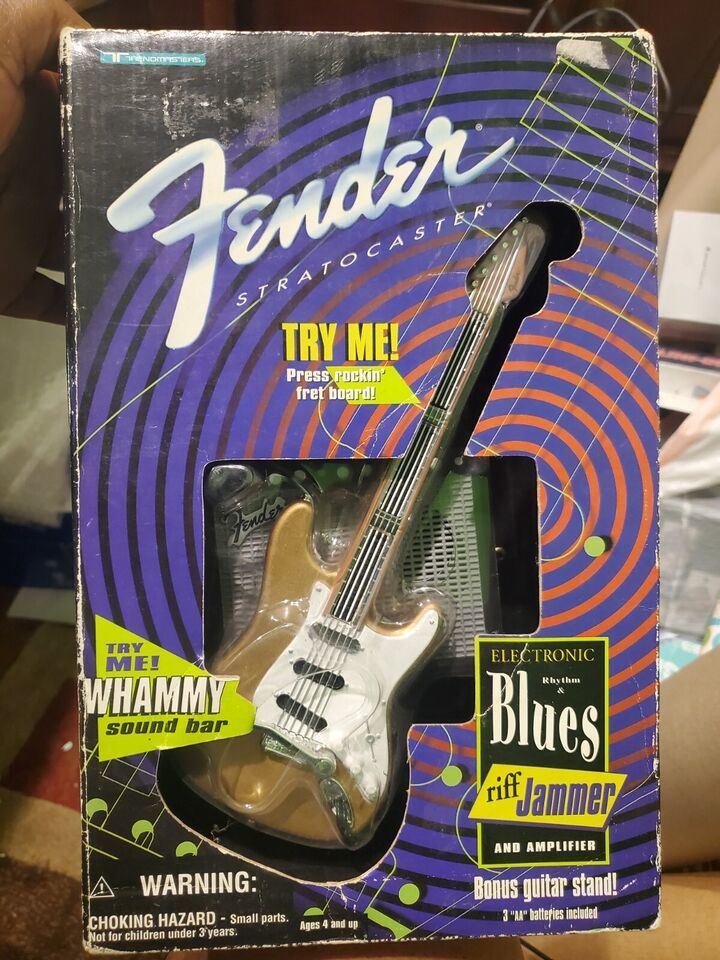 TRENDMASTERS.
Fender®
STRATOCASTER®
TRY ME!
Press rockin'
fret board!
Fender
TRY
ME!
WHAMMY
sound bar
ELECTRONIC
Rhythm
&
Blues
riff Jammer
AND AMPLIFIER
Bonus guitar stand!
3 "AA" batteries included
WARNING:
CHOKING HAZARD - Small parts.
Not for children under 3 years.
Ages 4 and up